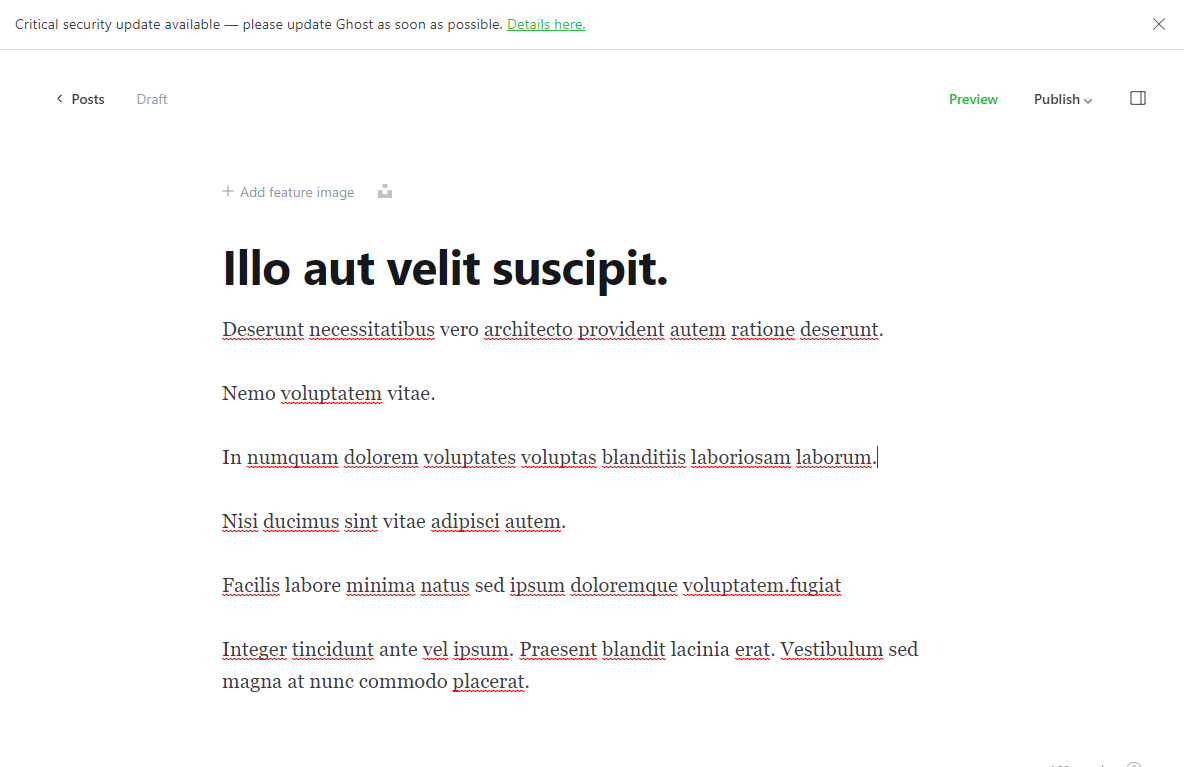 Critical security update available — please update Ghost as soon as possible. Details here.
Posts Draft Preview Publish
Add feature image
Illo aut velit suscipit.
Deserunt necessitatibus vero architecto provident autem ratione deserunt.
Nemo voluptatem vitae.
In numquam dolorem voluptates voluptas blanditiis laboriosam laborum.
Nisi ducimus sint vitae adipisci autem.
Facilis labore minima natus sed ipsum doloremque voluptatem.fugiat
Integer tincidunt ante vel ipsum. Praesent blandit lacinia erat. Vestibulum sed
magna at nunc commodo placerat.